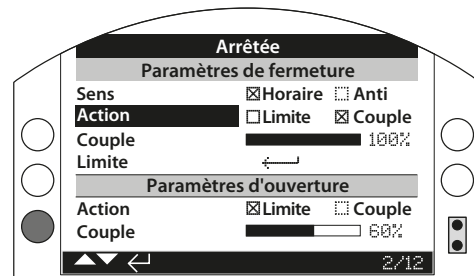 Arrêtée
Paramètres de fermeture
Sens Horaire Anti
Action Limite Couple
Couple 100%
Limite
Paramètres d'ouverture
Action Limite Couple
Couple 60%
2/12